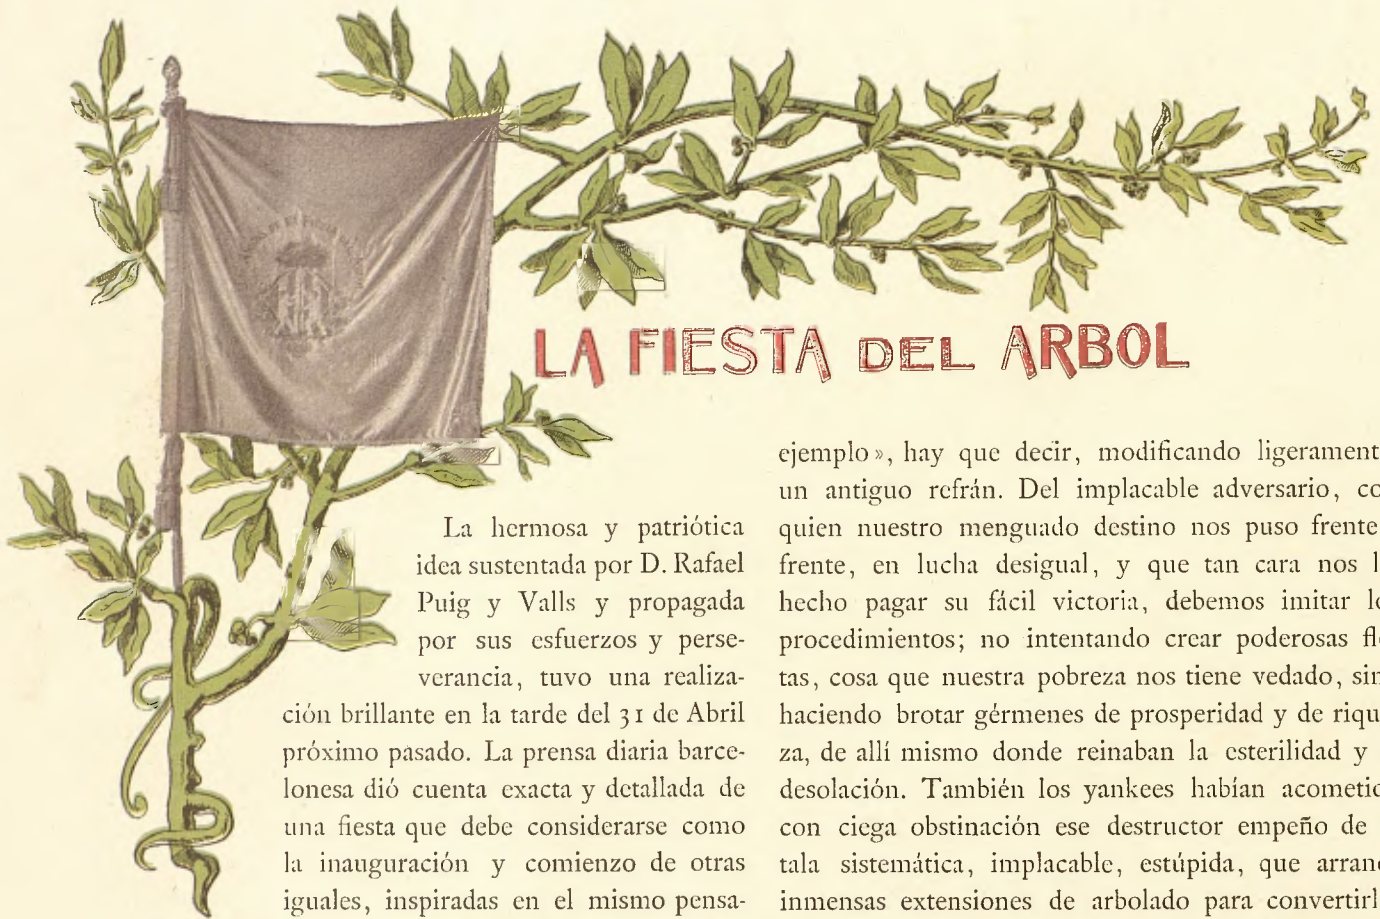 LA FIESTA DEL ARBOL
La hermosa y patriótica
idea sustentada por D. Rafael
Puig y Valls y propagada
por sus esfuerzos y perse-
verancia, tuvo una realiza-
ción brillante en la tarde del 31 de Abril
próximo pasado. La prensa diaria barce-
lonesa dió cuenta exacta y detallada de
una fiesta que debe considerarse como
la inauguración y comienzo de otras
iguales, inspiradas en el mismo pensa-
ejemplo», hay que decir, modificando ligerament
un antiguo refrán. Del implacable adversario, co
quien nuestro menguado destino nos puso frente
frente, en lucha desigual, y que tan cara nos
hecho pagar su fácil victoria, debemos imitar
procedimientos; no intentando crear poderosas
tas, cosa que nuestra pobreza nos tiene vedado, sin
haciendo brotar gérmenes de prosperidad y de riqu
za, de allí mismo donde reinaban la esterilidad y
desolación. También los yankees habían acometid
con ciega obstinación ese destructor empeño de
tala sistemática, implacable, estúpida, que arran
inmensas extensiones de arbolado para convertirl